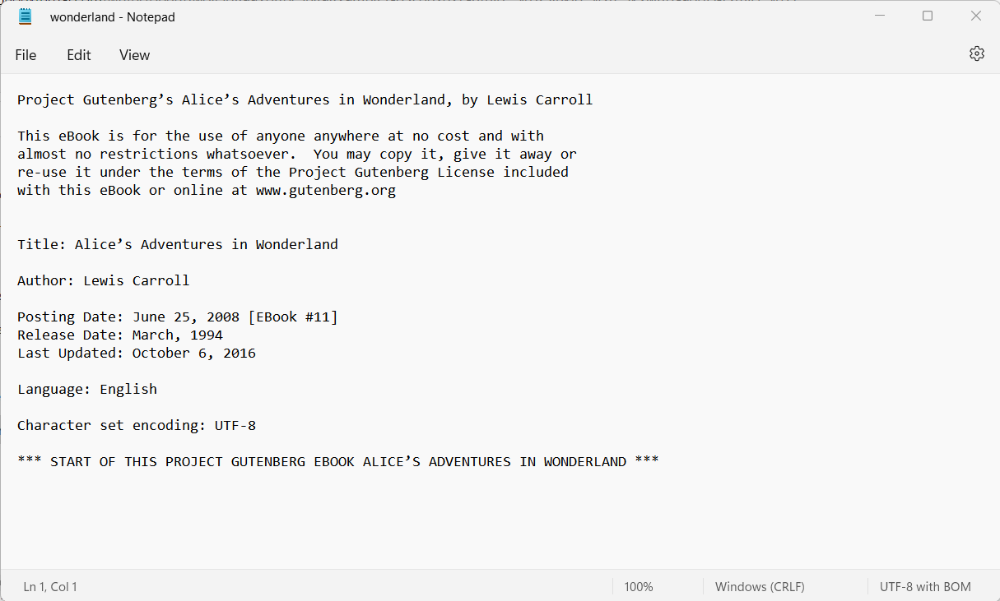 wonderland - Notepad
File Edit View
Project Gutenberg’s Alice’s Adventures in Wonderland, by Lewis Carroll
This eBook is for the use of anyone anywhere at no cost and with
almost no restrictions whatsoever.  You may copy it, give it away or
re-use it under the terms of the Project Gutenberg License included
with this eBook or online at www.gutenberg.org
Title: Alice’s Adventures in Wonderland
Author: Lewis Carroll
Posting Date: June 25, 2008 [EBook #11]
Release Date: March, 1994
Last Updated: October 6, 2016
Language: English
Character set encoding: UTF-8
*** START OF THIS PROJECT GUTENBERG EBOOK ALICE’S ADVENTURES IN WONDERLAND ***
Ln 1, Col 1 100% Windows (CRLF) UTF-8 with BOM